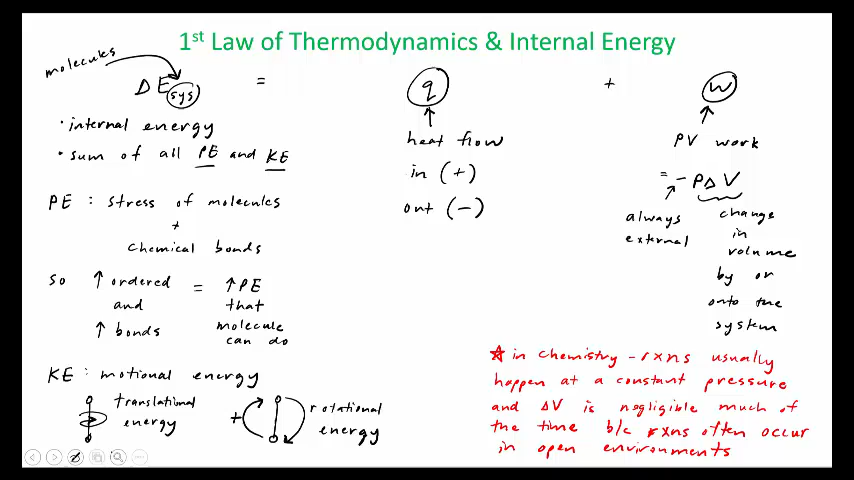 1st Law of Thermodynamics & Internal Energy
molecules
ΔEsys = q + w
• internal energy
• sum of all PE and KE
PE : stress of molecules
+
chemical bonds
so ↑ ordered and ↑ bonds = ↑ PE that molecule can do
KE : motional energy
translational energy
+
rotational energy
heat flow
in (+)
out (−)
PV work
= − PΔV
always external
change in volume by or onto the system
☆ in chemistry - rxns usually
happen at a constant pressure
and ΔV is negligible much of
the time b/c rxns often occur
in open environments